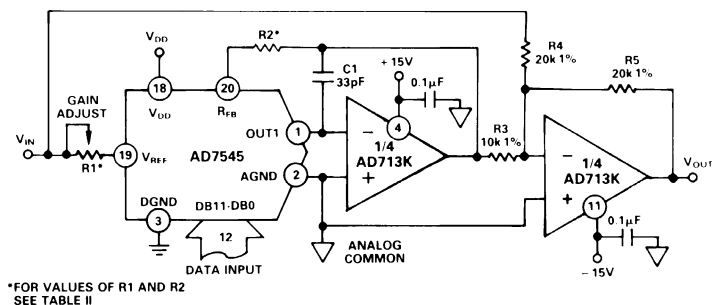 R2*
R4
20k 1%
R5
20k 1%
V_DD
C1
33pF
+15V
0.1µF
GAIN
ADJUST
18
V_DD
20
R_FB
V_IN
R1*
19
V_REF
AD7545
OUT1
1
AGND
2
−
4
1/4
AD713K
+
R3
10k 1%
−
1/4
AD713K
+
V_OUT
DGND
3
DB11-DB0
12
DATA INPUT
ANALOG
COMMON
11
0.1µF
−15V
*FOR VALUES OF R1 AND R2
SEE TABLE II